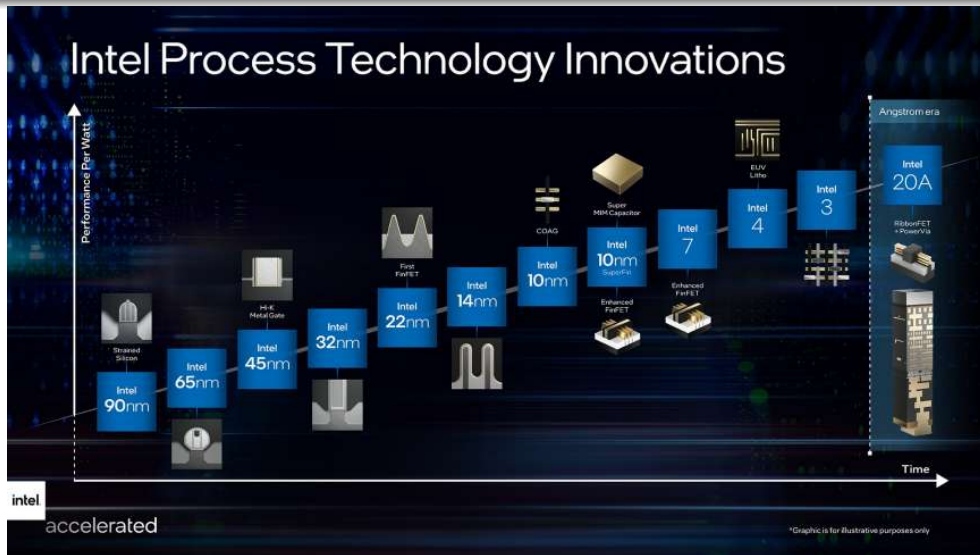 Intel Process Technology Innovations
Performance Per Watt
Strained
Silicon
Intel
90nm
Intel
65nm
Hi-K
Metal Gate
Intel
45nm
Intel
32nm
First
FinFET
Intel
22nm
Intel
14nm
COAG
Intel
10nm
Super
MIM Capacitor
Intel
10nm
SuperFin
Enhanced
FinFET
Intel
7
Enhanced
FinFET
EUV
Litho
Intel
4
Intel
3
Angstrom era
Intel
20A
RibbonFET
+ PowerVia
Time
intel.
accelerated
*Graphic is for illustrative purposes only